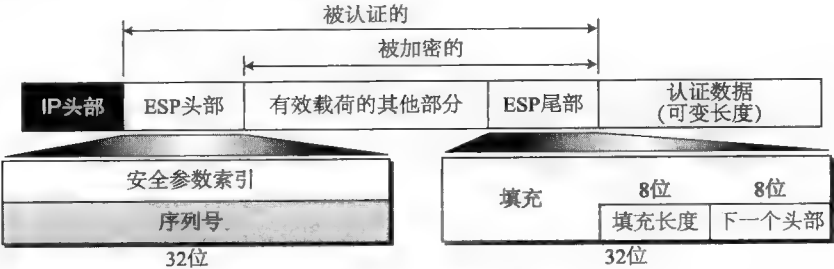 被认证的
被加密的
IP头部 ESP头部 有效载荷的其他部分 ESP尾部 认证数据
(可变长度)
安全参数索引
序列号
32位
填充 8位 8位
填充长度 下一个头部
32位